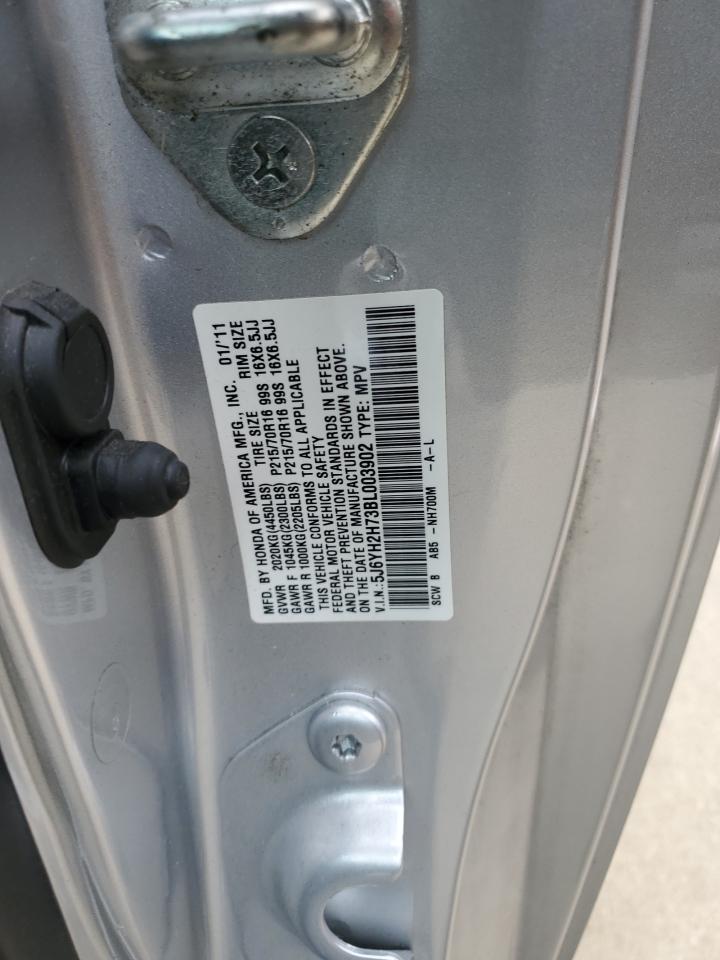 MFD. BY HONDA OF AMERICA MFG., INC. 01/'11
TIRE SIZE RIM SIZE
GVWR 2020KG(4450LBS)
GAWR F 1045KG(2300LBS) P215/70R16 99S 16X6.5JJ
GAWR R 1000KG(2205LBS) P215/70R16 99S 16X6.5JJ
THIS VEHICLE CONFORMS TO ALL APPLICABLE
FEDERAL MOTOR VEHICLE SAFETY
AND THEFT PREVENTION STANDARDS IN EFFECT
ON THE DATE OF MANUFACTURE SHOWN ABOVE.
V.I.N.:5J6YH2H73BL003902 TYPE: MPV
SCW B AB5 -NH700M -A-L